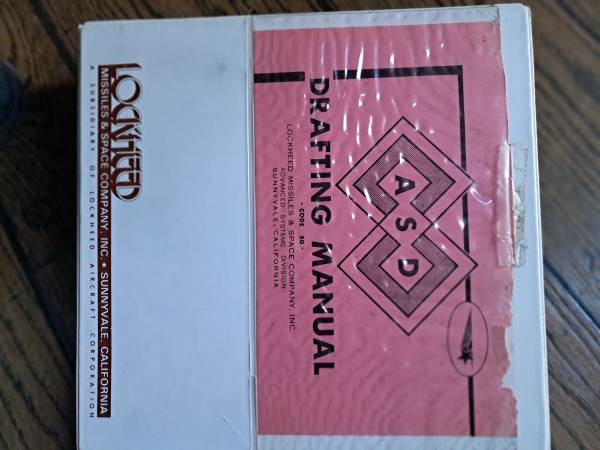 ASD
DRAFTING MANUAL
- CODE 50 -
LOCKHEED MISSILES & SPACE COMPANY, INC.
ADVANCED SYSTEMS DIVISION
SUNNYVALE, CALIFORNIA
LOCKHEED
MISSILES & SPACE COMPANY, INC. • SUNNYVALE, CALIFORNIA
A SUBSIDIARY OF LOCKHEED AIRCRAFT CORPORATION